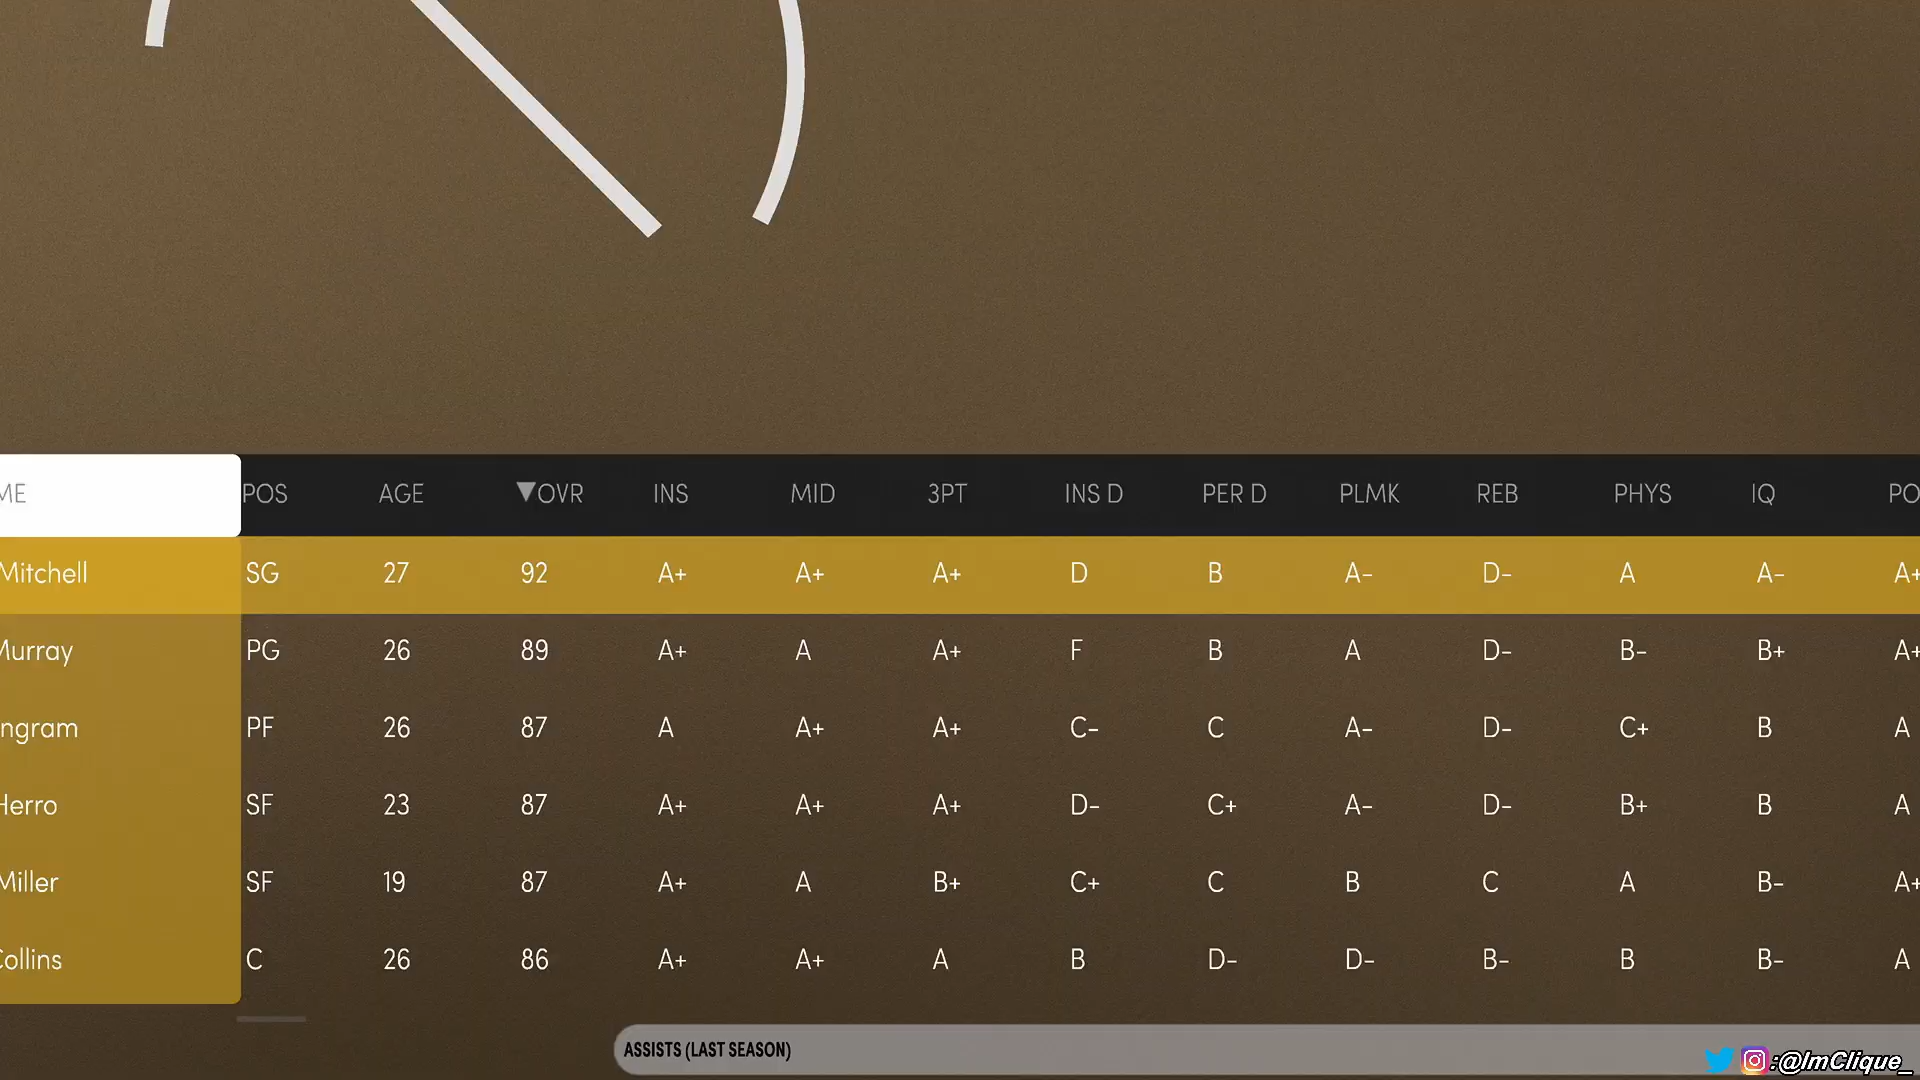 ME POS AGE ▼OVR INS MID 3PT INS D PER D PLMK REB PHYS IQ PO
Mitchell SG 27 92 A+ A+ A+ D B A- D- A A- A+
Murray PG 26 89 A+ A A+ F B A D- B- B+ A+
ngram PF 26 87 A A+ A+ C- C A- D- C+ B A
Herro SF 23 87 A+ A+ A+ D- C+ A- D- B+ B A
Miller SF 19 87 A+ A B+ C+ C B C A B- A+
Collins C 26 86 A+ A+ A B D- D- B- B B- A
ASSISTS (LAST SEASON)
:@ImClique_